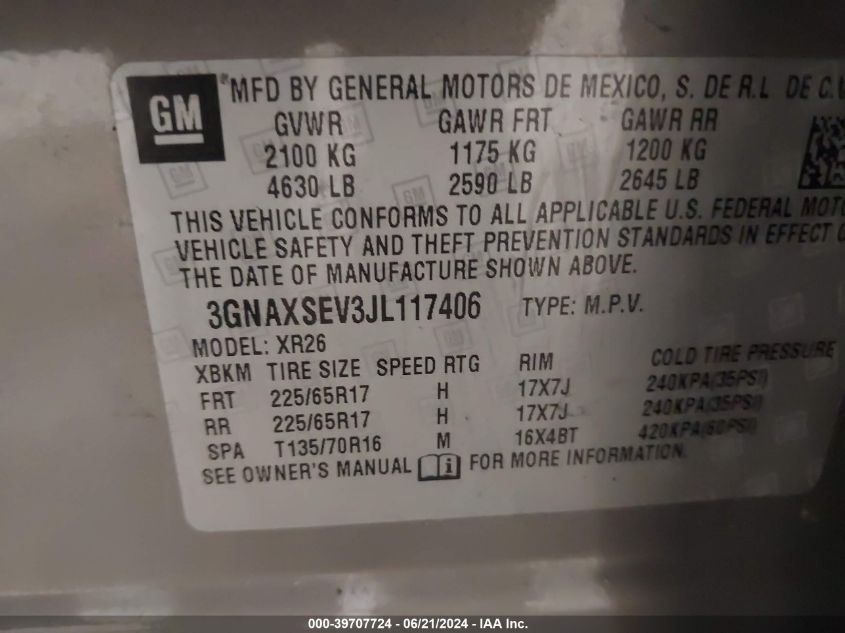 GM
*MFD BY GENERAL MOTORS DE MEXICO, S. DE R.L. DE C.V
GVWR GAWR FRT GAWR RR
2100 KG 1175 KG 1200 KG
4630 LB 2590 LB 2645 LB
THIS VEHICLE CONFORMS TO ALL APPLICABLE U.S. FEDERAL
VEHICLE SAFETY AND THEFT PREVENTION STANDARDS IN EFFECT
THE DATE OF MANUFACTURE SHOWN ABOVE.
3GNAXSEV3JL117406 TYPE: M.P.V.
MODEL: XR26
XBKM TIRE SIZE SPEED RTG RIM COLD TIRE PRESSURE
FRT 225/65R17 H 17X7J 240KPA(35PSI)
RR 225/65R17 H 17X7J 240KPA(35PSI)
SPA T135/70R16 M 16X4BT 420KPA(60PSI)
SEE OWNER'S MANUAL i FOR MORE INFORMATION.
000-39707724 - 06/21/2024 - IAA Inc.